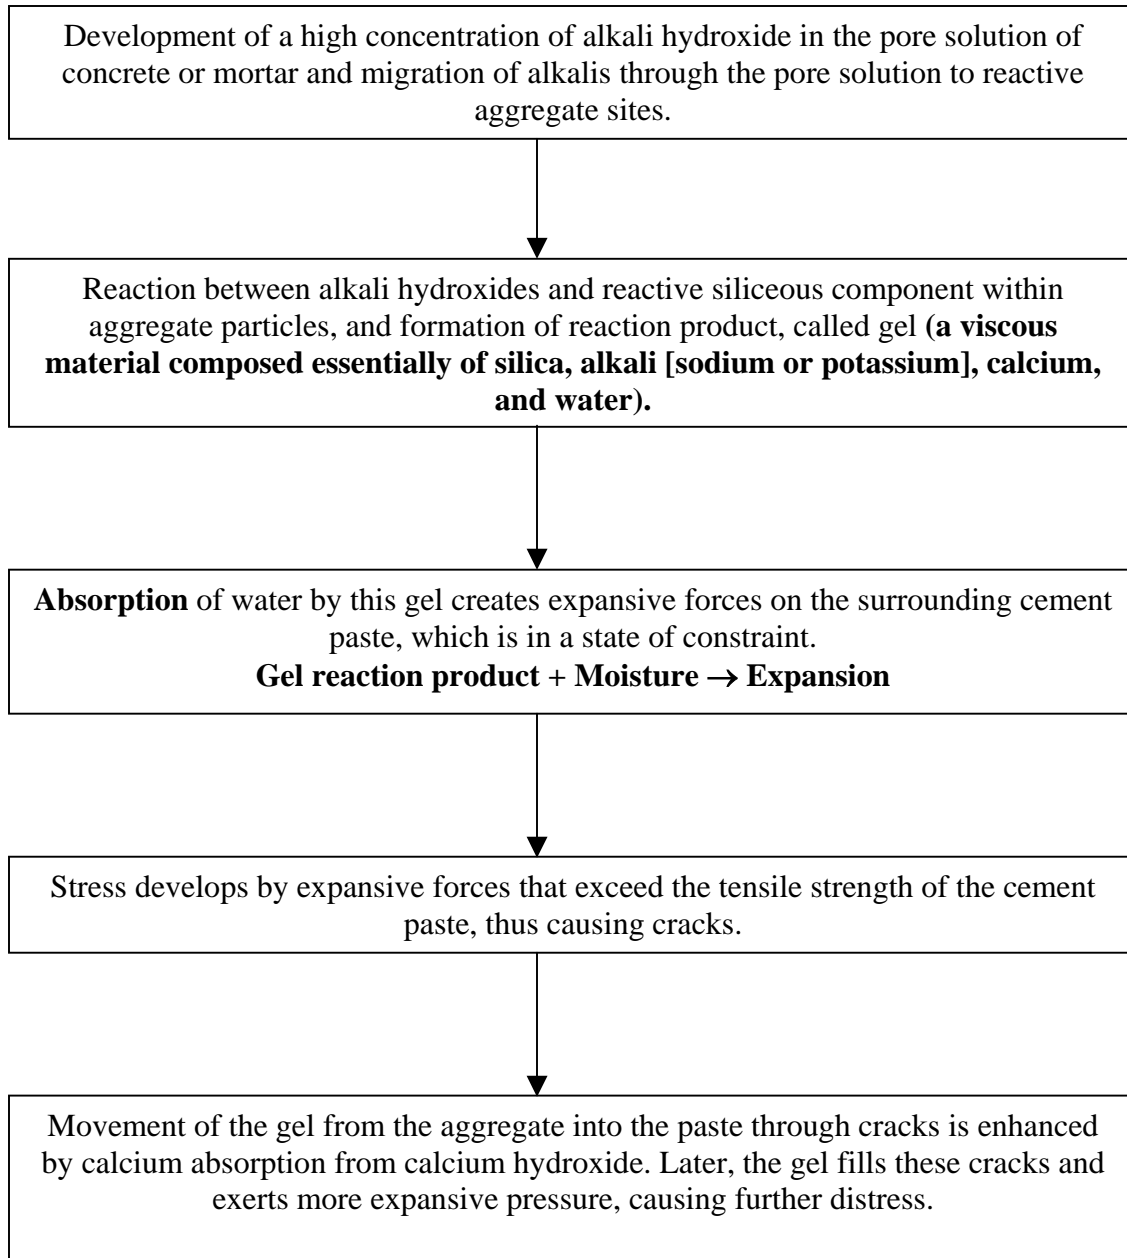 Development of a high concentration of alkali hydroxide in the pore solution of
concrete or mortar and migration of alkalis through the pore solution to reactive
aggregate sites.
Reaction between alkali hydroxides and reactive siliceous component within
aggregate particles, and formation of reaction product, called gel (a viscous
material composed essentially of silica, alkali [sodium or potassium], calcium,
and water).
Absorption of water by this gel creates expansive forces on the surrounding cement
paste, which is in a state of constraint.
Gel reaction product + Moisture → Expansion
Stress develops by expansive forces that exceed the tensile strength of the cement
paste, thus causing cracks.
Movement of the gel from the aggregate into the paste through cracks is enhanced
by calcium absorption from calcium hydroxide. Later, the gel fills these cracks and
exerts more expansive pressure, causing further distress.